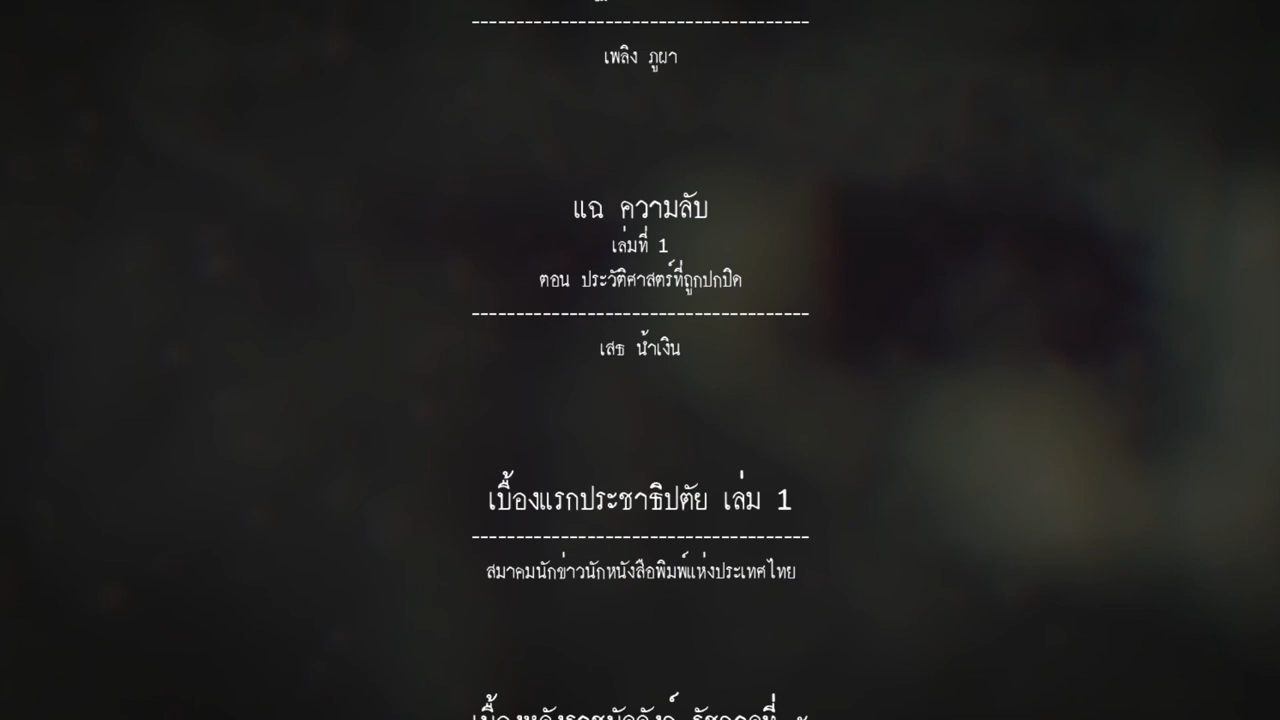 -------------------------------------
เพลิง ภูผา
แฉ ความลับ
เล่มที่ 1
ตอน ประวัติศาสตร์ที่ถูกปกปิด
-------------------------------------
เสธ น้ำเงิน
เบื้องแรกประชาธิปตัย เล่ม 1
-------------------------------------
สมาคมนักข่าวนักหนังสือพิมพ์แห่งประเทศไทย